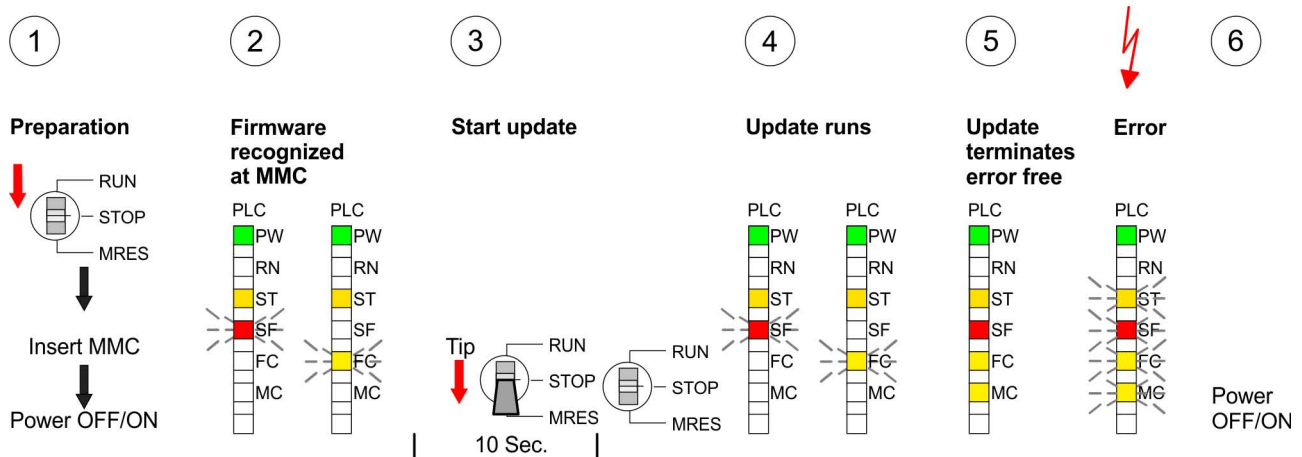 1
2
3
4
5
6
Preparation
Firmware
recognized
at MMC
Start update
Update runs
Update
terminates
error free
Error
RUN
STOP
MRES
Insert MMC
Power OFF/ON
PLC
PW
RN
ST
SF
FC
MC
Tip
RUN
STOP
MRES
10 Sec.
RUN
STOP
MRES
PLC
PW
RN
ST
SF
FC
MC
PLC
PW
RN
ST
SF
FC
MC
PLC
PW
RN
ST
SF
FC
MC
PLC
PW
RN
ST
SF
FC
MC
PLC
PW
RN
ST
SF
FC
MC
Power
OFF/ON